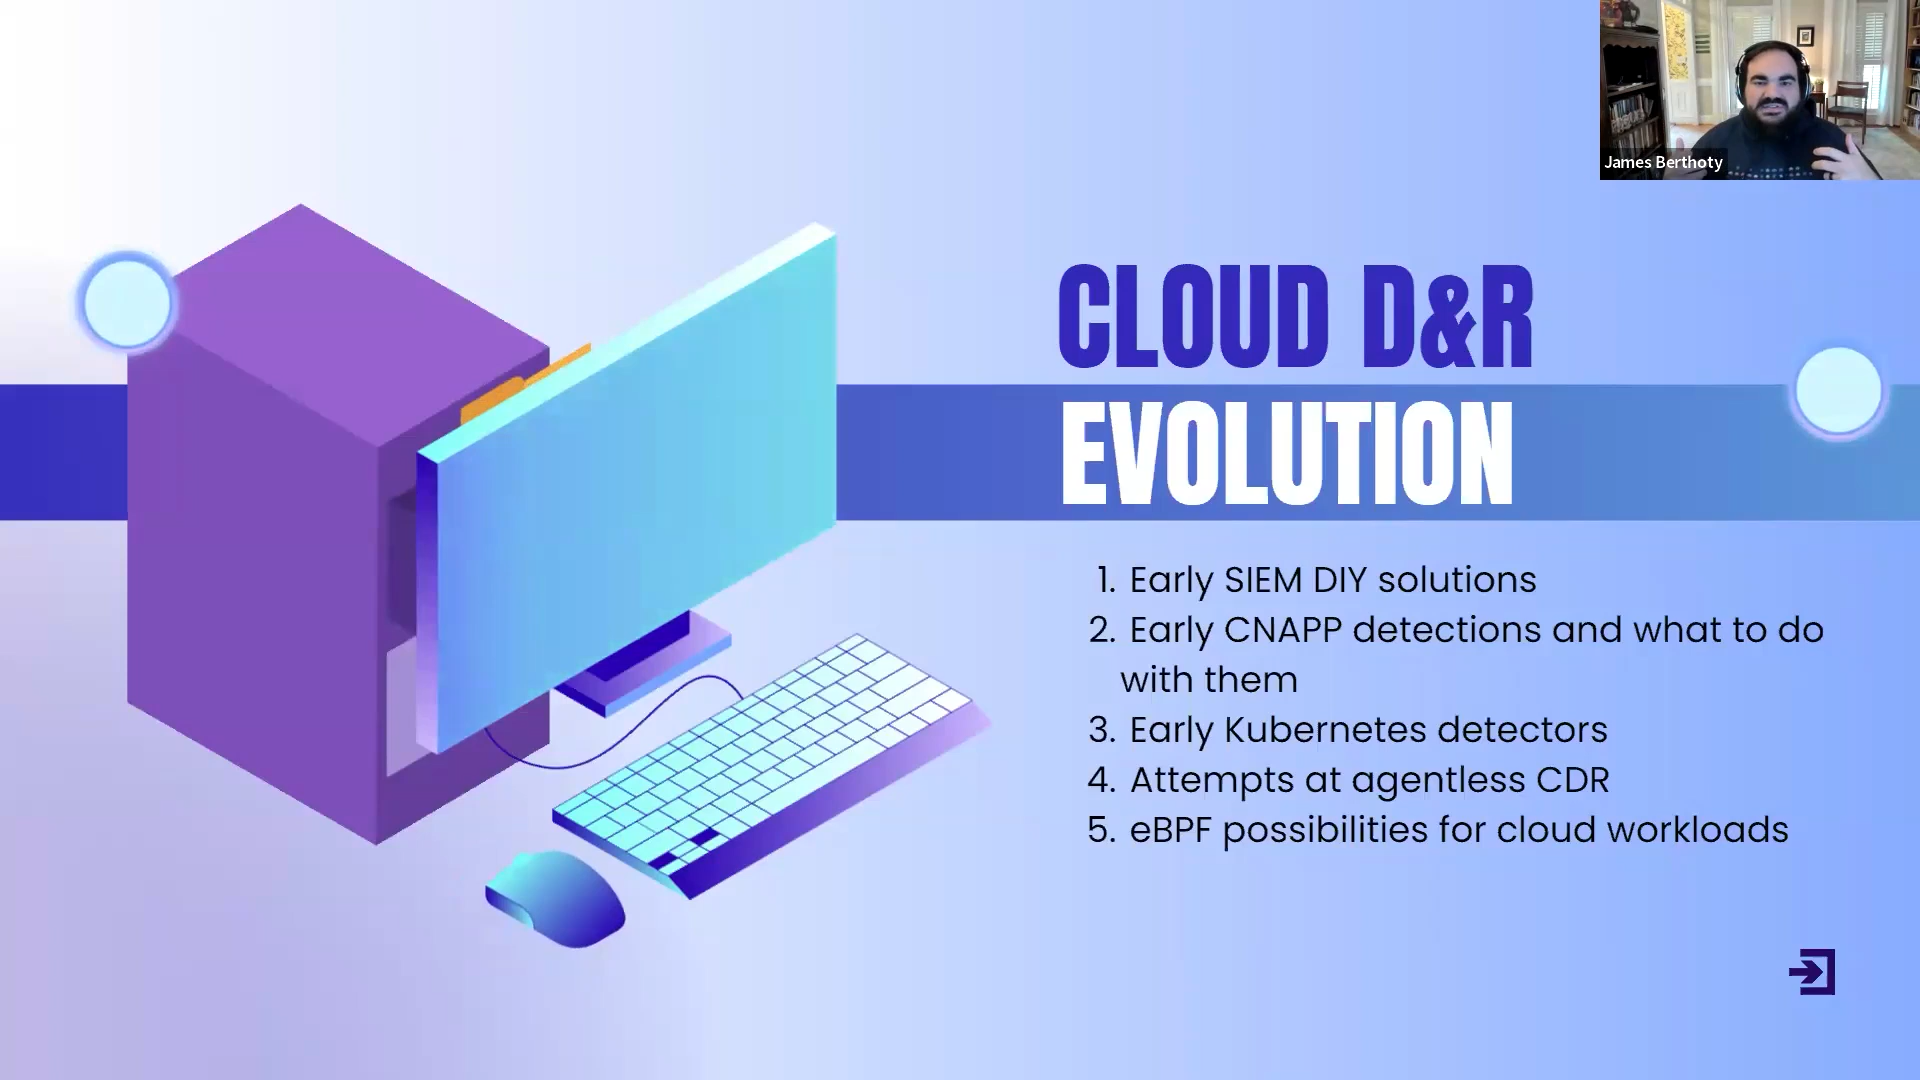 James Berthoty
CLOUD D&R
EVOLUTION
1. Early SIEM DIY solutions
2. Early CNAPP detections and what to do
with them
3. Early Kubernetes detectors
4. Attempts at agentless CDR
5. eBPF possibilities for cloud workloads